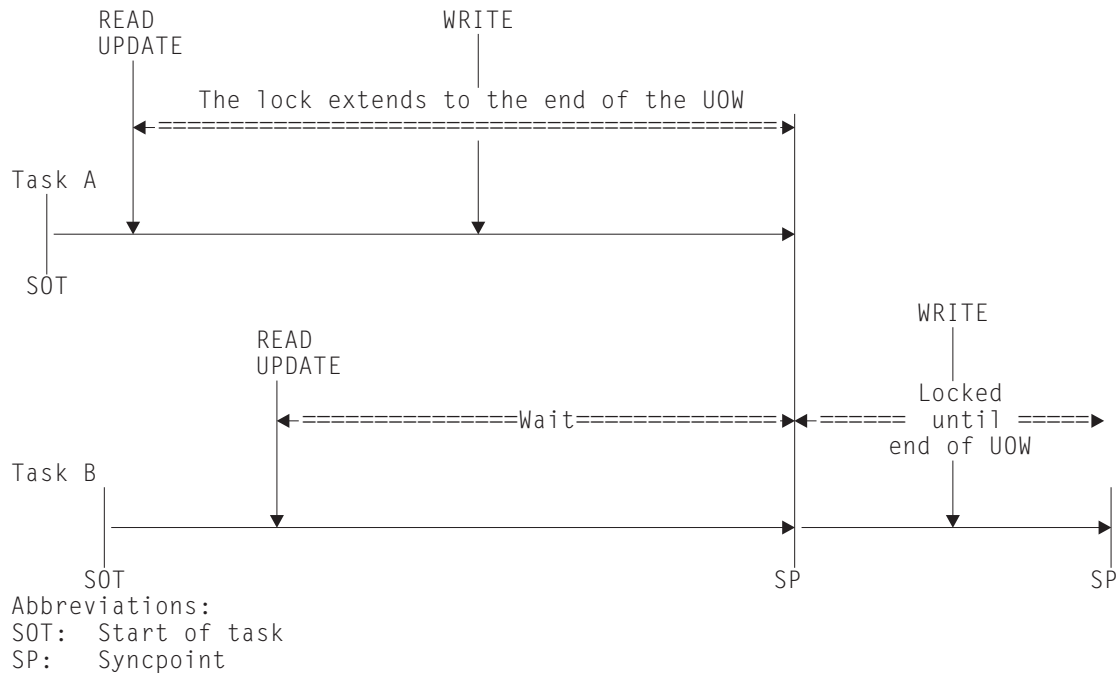 READ
UPDATE
WRITE
The lock extends to the end of the UOW
Task A
SOT
READ
UPDATE
WRITE
Wait
Locked
until
end of UOW
Task B
SOT
SP
SP
Abbreviations:
SOT: Start of task
SP: Syncpoint